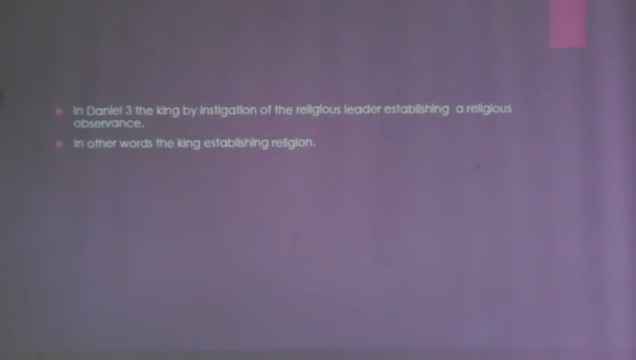 In Daniel 3 the king by instigation of the religious leader establishing a religious
observance.
In other words the king establishing religion.